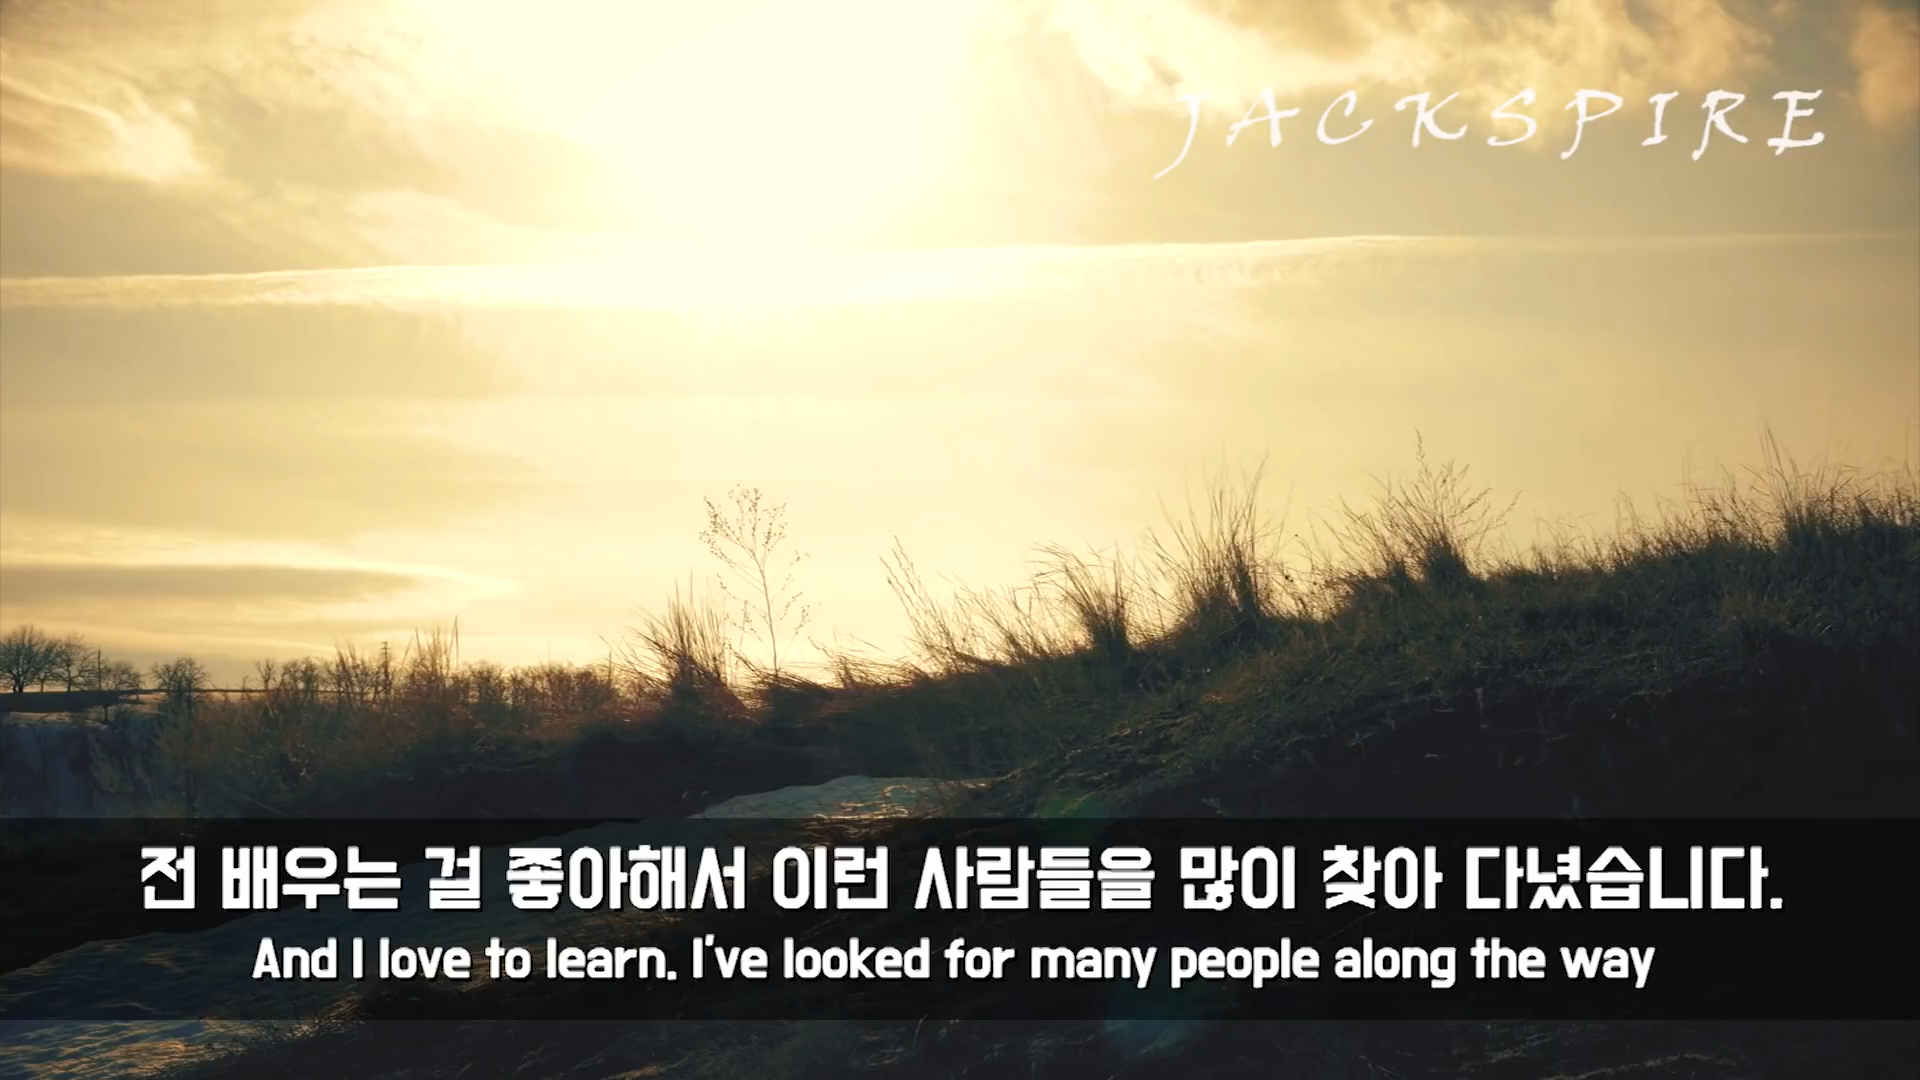 JACKSPIRE
전 배우는 걸 좋아해서 이런 사람들을 많이 찾아 다녔습니다.
And I love to learn. I've looked for many people along the way